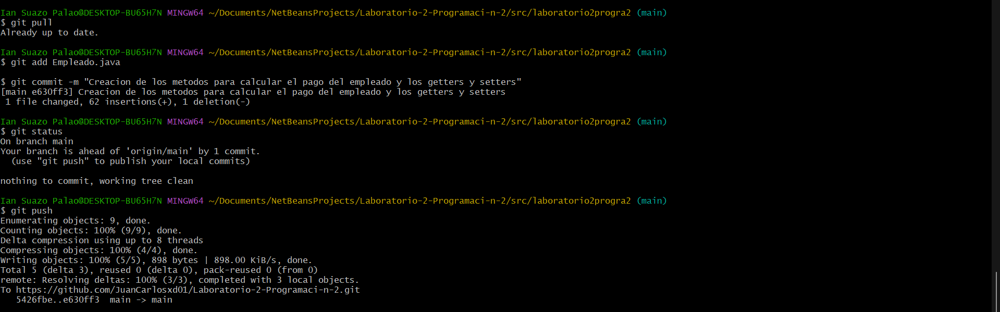 Ian Suazo Palao@DESKTOP-BU65H7N MINGW64 ~/Documents/NetBeansProjects/Laboratorio-2-Programaci-n-2/src/laboratorio2progra2 (main)
$ git pull
Already up to date.
Ian Suazo Palao@DESKTOP-BU65H7N MINGW64 ~/Documents/NetBeansProjects/Laboratorio-2-Programaci-n-2/src/laboratorio2progra2 (main)
$ git add Empleado.java
$ git commit -m "Creacion de los metodos para calcular el pago del empleado y los getters y setters"
[main e630ff3] Creacion de los metodos para calcular el pago del empleado y los getters y setters
 1 file changed, 62 insertions(+), 1 deletion(-)
Ian Suazo Palao@DESKTOP-BU65H7N MINGW64 ~/Documents/NetBeansProjects/Laboratorio-2-Programaci-n-2/src/laboratorio2progra2 (main)
$ git status
On branch main
Your branch is ahead of 'origin/main' by 1 commit.
  (use "git push" to publish your local commits)
nothing to commit, working tree clean
Ian Suazo Palao@DESKTOP-BU65H7N MINGW64 ~/Documents/NetBeansProjects/Laboratorio-2-Programaci-n-2/src/laboratorio2progra2 (main)
$ git push
Enumerating objects: 9, done.
Counting objects: 100% (9/9), done.
Delta compression using up to 8 threads
Compressing objects: 100% (4/4), done.
Writing objects: 100% (5/5), 898 bytes | 898.00 KiB/s, done.
Total 5 (delta 3), reused 0 (delta 0), pack-reused 0 (from 0)
remote: Resolving deltas: 100% (3/3), completed with 3 local objects.
To https://github.com/JuanCarlosxd01/Laboratorio-2-Programaci-n-2.git
   5426fbe..e630ff3  main -> main